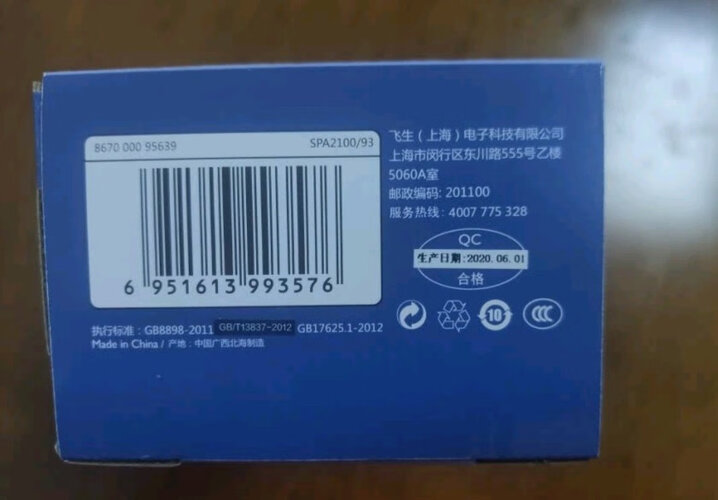 8670 000 95639 SPA2100/93
6 951613 993576
飞生（上海）电子科技有限公司
上海市闵行区东川路555号乙楼
5060A室
邮政编码: 201100
服务热线: 4007 775 328
QC
生产日期:2020.06.01
合格
10
CCC
执行标准: GB8898-2011 GB/T13837-2012 GB17625.1-2012
Made in China / 产地: 中国广西北海制造